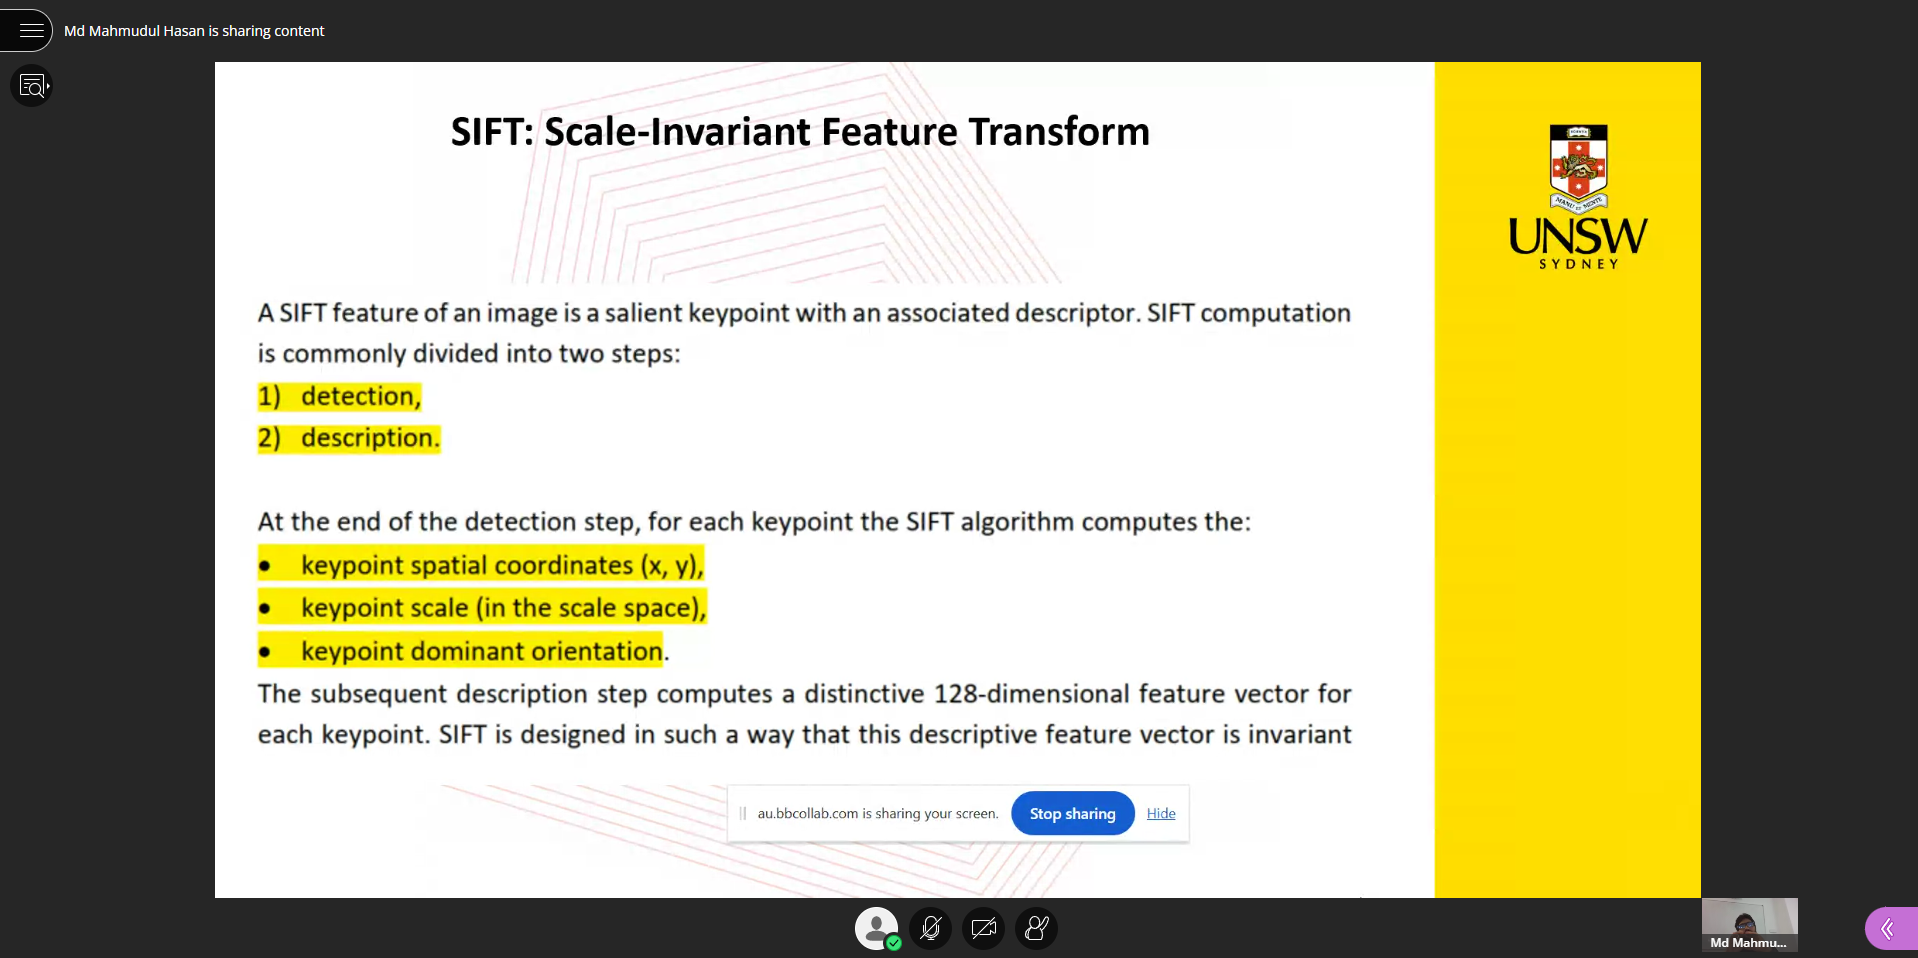 Md Mahmudul Hasan is sharing content
SIFT: Scale-Invariant Feature Transform
UNSW
SYDNEY
MANU ET MENTE
A SIFT feature of an image is a salient keypoint with an associated descriptor. SIFT computation
is commonly divided into two steps:
1) detection,
2) description.
At the end of the detection step, for each keypoint the SIFT algorithm computes the:
• keypoint spatial coordinates (x, y),
• keypoint scale (in the scale space),
• keypoint dominant orientation.
The subsequent description step computes a distinctive 128-dimensional feature vector for
each keypoint. SIFT is designed in such a way that this descriptive feature vector is invariant
au.bbcollab.com is sharing your screen.
Stop sharing
Hide
Md Mahmu...